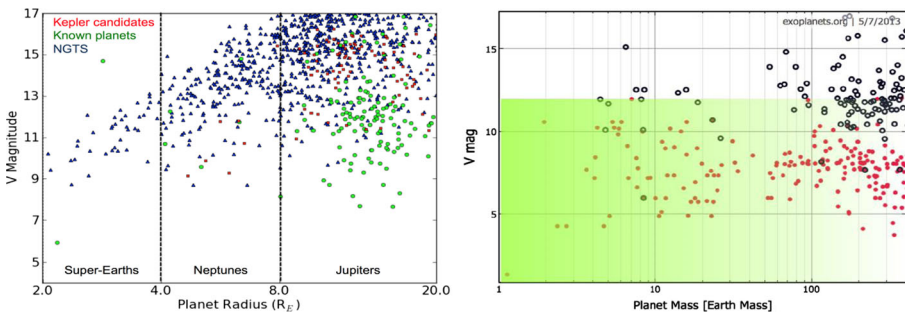 Kepler candidates
Known planets
NGTS
17
15
13
11
9
7
5
4
V Magnitude
Super-Earths
Neptunes
Jupiters
2.0
4.0
8.0
20.0
Planet Radius (R_E)
exoplanets.org | 5/7/2013
15
10
5
V mag
1
10
100
Planet Mass [Earth Mass]